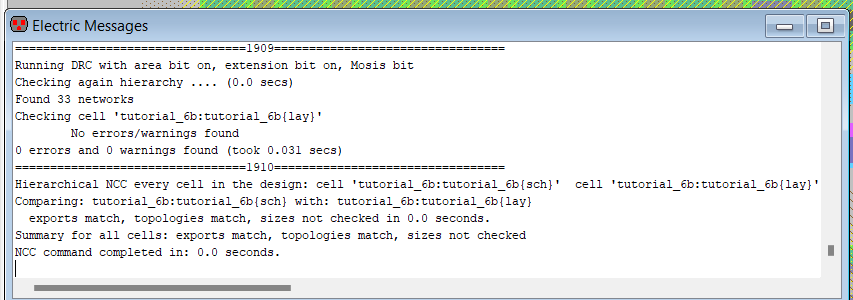 Electric Messages
=================================1909=================================
Running DRC with area bit on, extension bit on, Mosis bit
Checking again hierarchy .... (0.0 secs)
Found 33 networks
Checking cell 'tutorial_6b:tutorial_6b{lay}'
        No errors/warnings found
0 errors and 0 warnings found (took 0.031 secs)
=================================1910=================================
Hierarchical NCC every cell in the design: cell 'tutorial_6b:tutorial_6b{sch}'  cell 'tutorial_6b:tutorial_6b{lay}'
Comparing: tutorial_6b:tutorial_6b{sch} with: tutorial_6b:tutorial_6b{lay}
  exports match, topologies match, sizes not checked in 0.0 seconds.
Summary for all cells: exports match, topologies match, sizes not checked
NCC command completed in: 0.0 seconds.